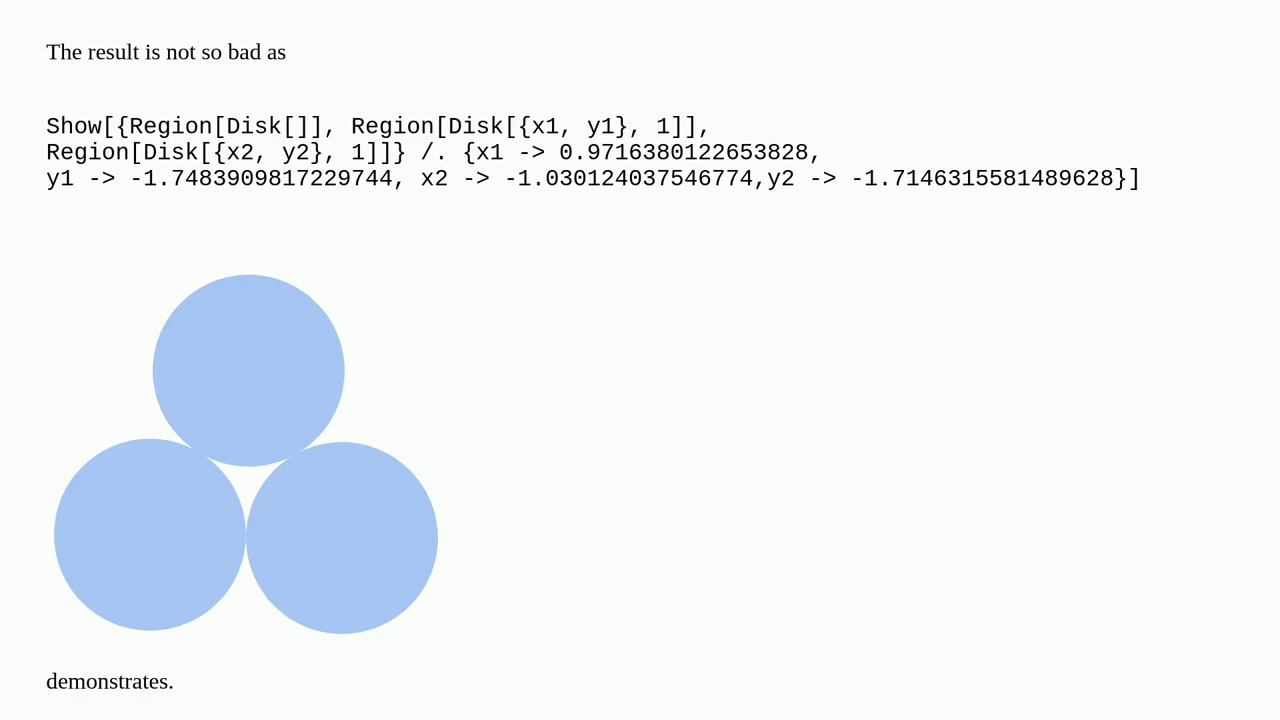 The result is not so bad as
Show[{Region[Disk[]], Region[Disk[{x1, y1}, 1]],
Region[Disk[{x2, y2}, 1]]} /. {x1 -> 0.9716380122653828,
y1 -> -1.7483909817229744, x2 -> -1.030124037546774,y2 -> -1.7146315581489628}]
demonstrates.